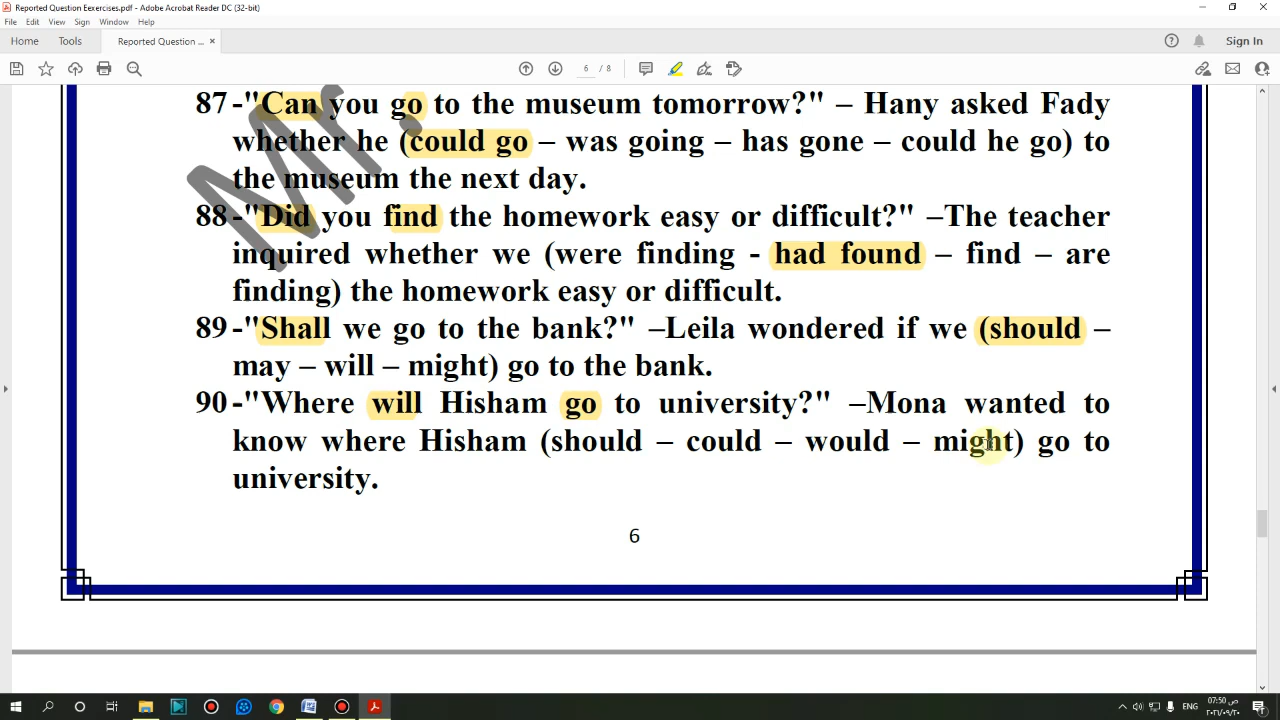 Reported Question Eexercises.pdf - Adobe Acrobat Reader DC (32-bit)
File Edit View Sign Window Help
Home Tools Reported Question ... × Sign In
6 / 8
87-"Can you go to the museum tomorrow?" – Hany asked Fady
whether he (could go – was going – has gone – could he go) to
the museum the next day.
88-"Did you find the homework easy or difficult?" –The teacher
inquired whether we (were finding - had found – find – are
finding) the homework easy or difficult.
89-"Shall we go to the bank?" –Leila wondered if we (should –
may – will – might) go to the bank.
90-"Where will Hisham go to university?" –Mona wanted to
know where Hisham (should – could – would – might) go to
university.
6
Mr.
ENG
07:50 ص
٢٠٢١/٠٩/٢٠